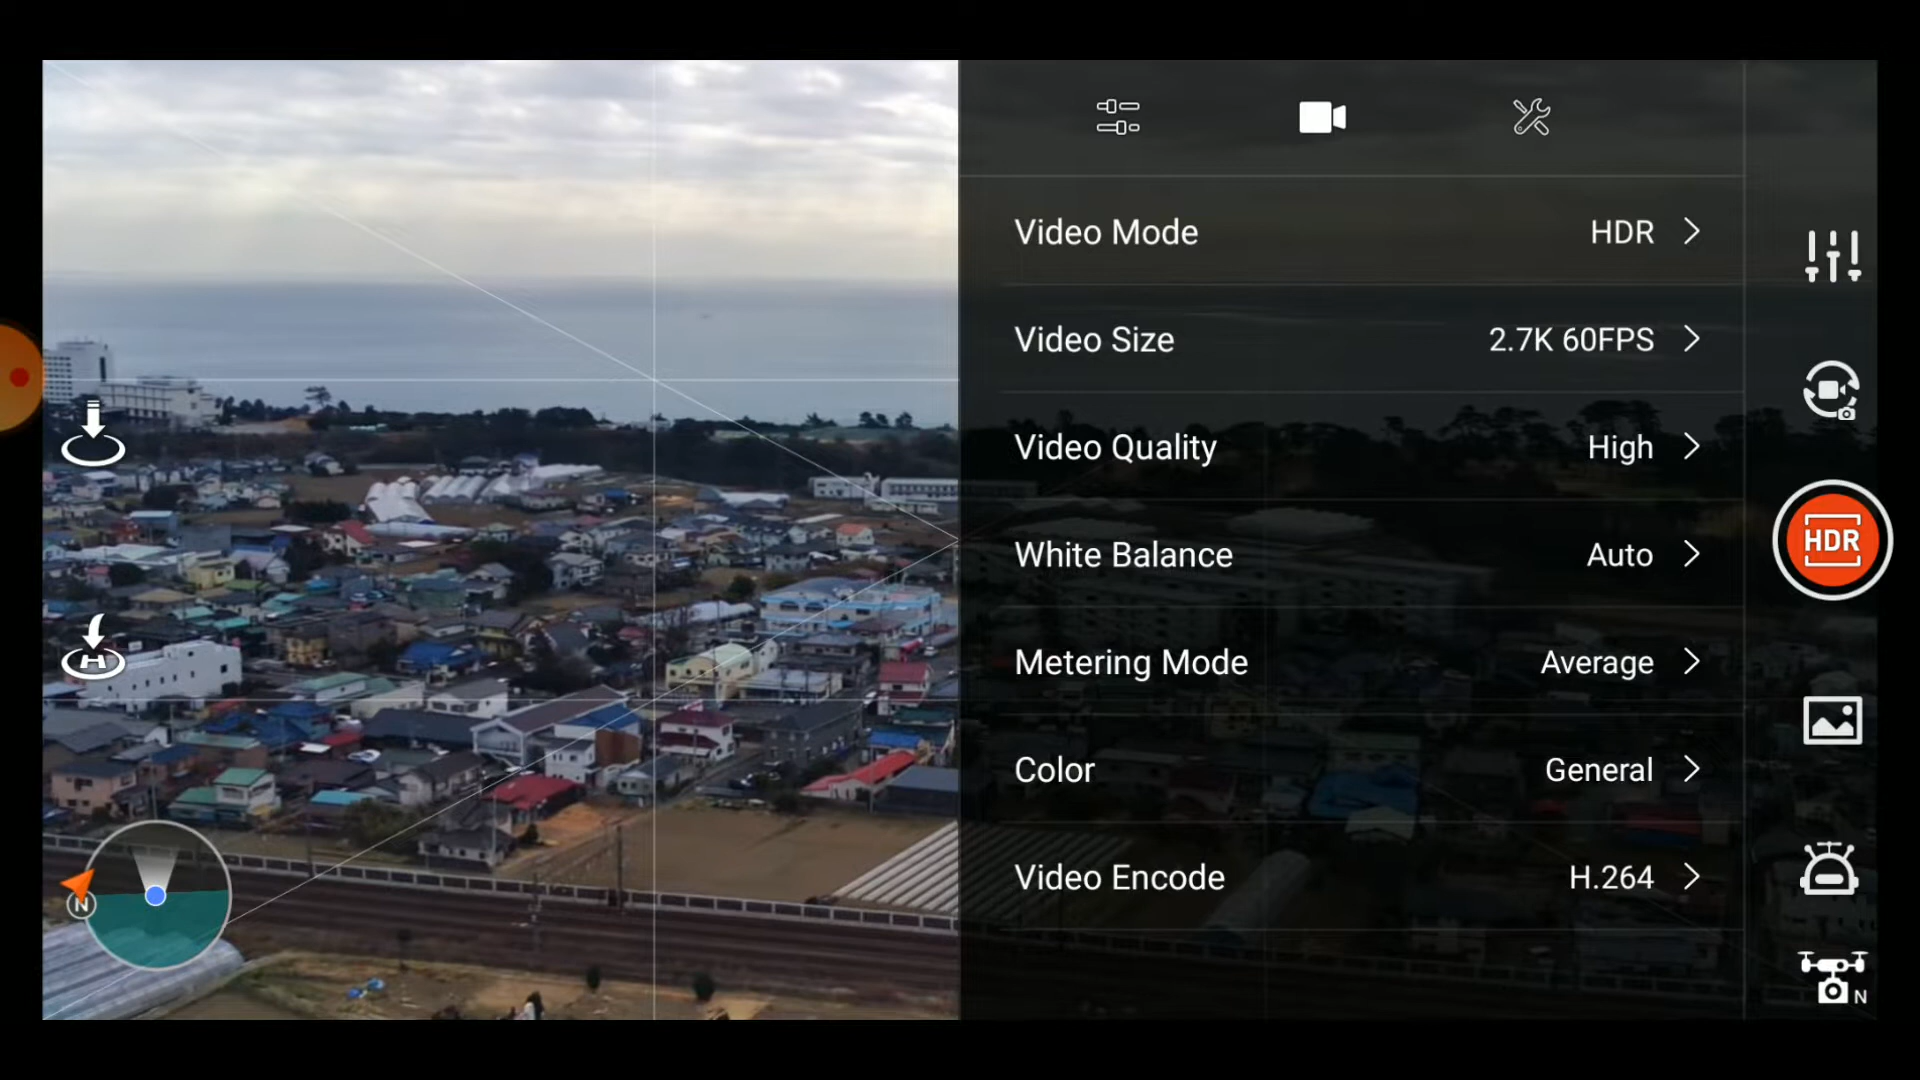 Video Mode HDR
Video Size 2.7K 60FPS
Video Quality High
White Balance Auto
Metering Mode Average
Color General
Video Encode H.264
HDR
H
N
N